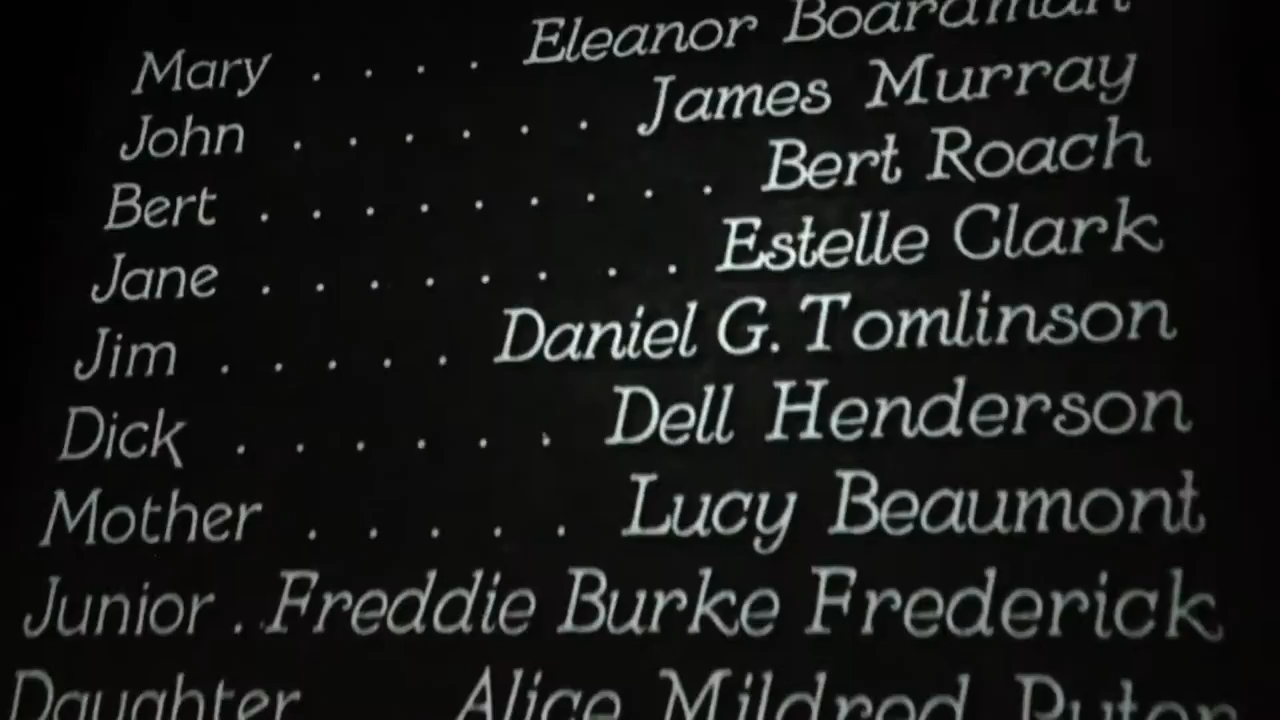 Mary . . . . Eleanor Boardman
John . . . . . . James Murray
Bert . . . . . . . . . Bert Roach
Jane . . . . . . . . Estelle Clark
Jim . . . . . Daniel G. Tomlinson
Dick . . . . . . Dell Henderson
Mother . . . . . Lucy Beaumont
Junior . . Freddie Burke Frederick
Daughter Alice Mildred